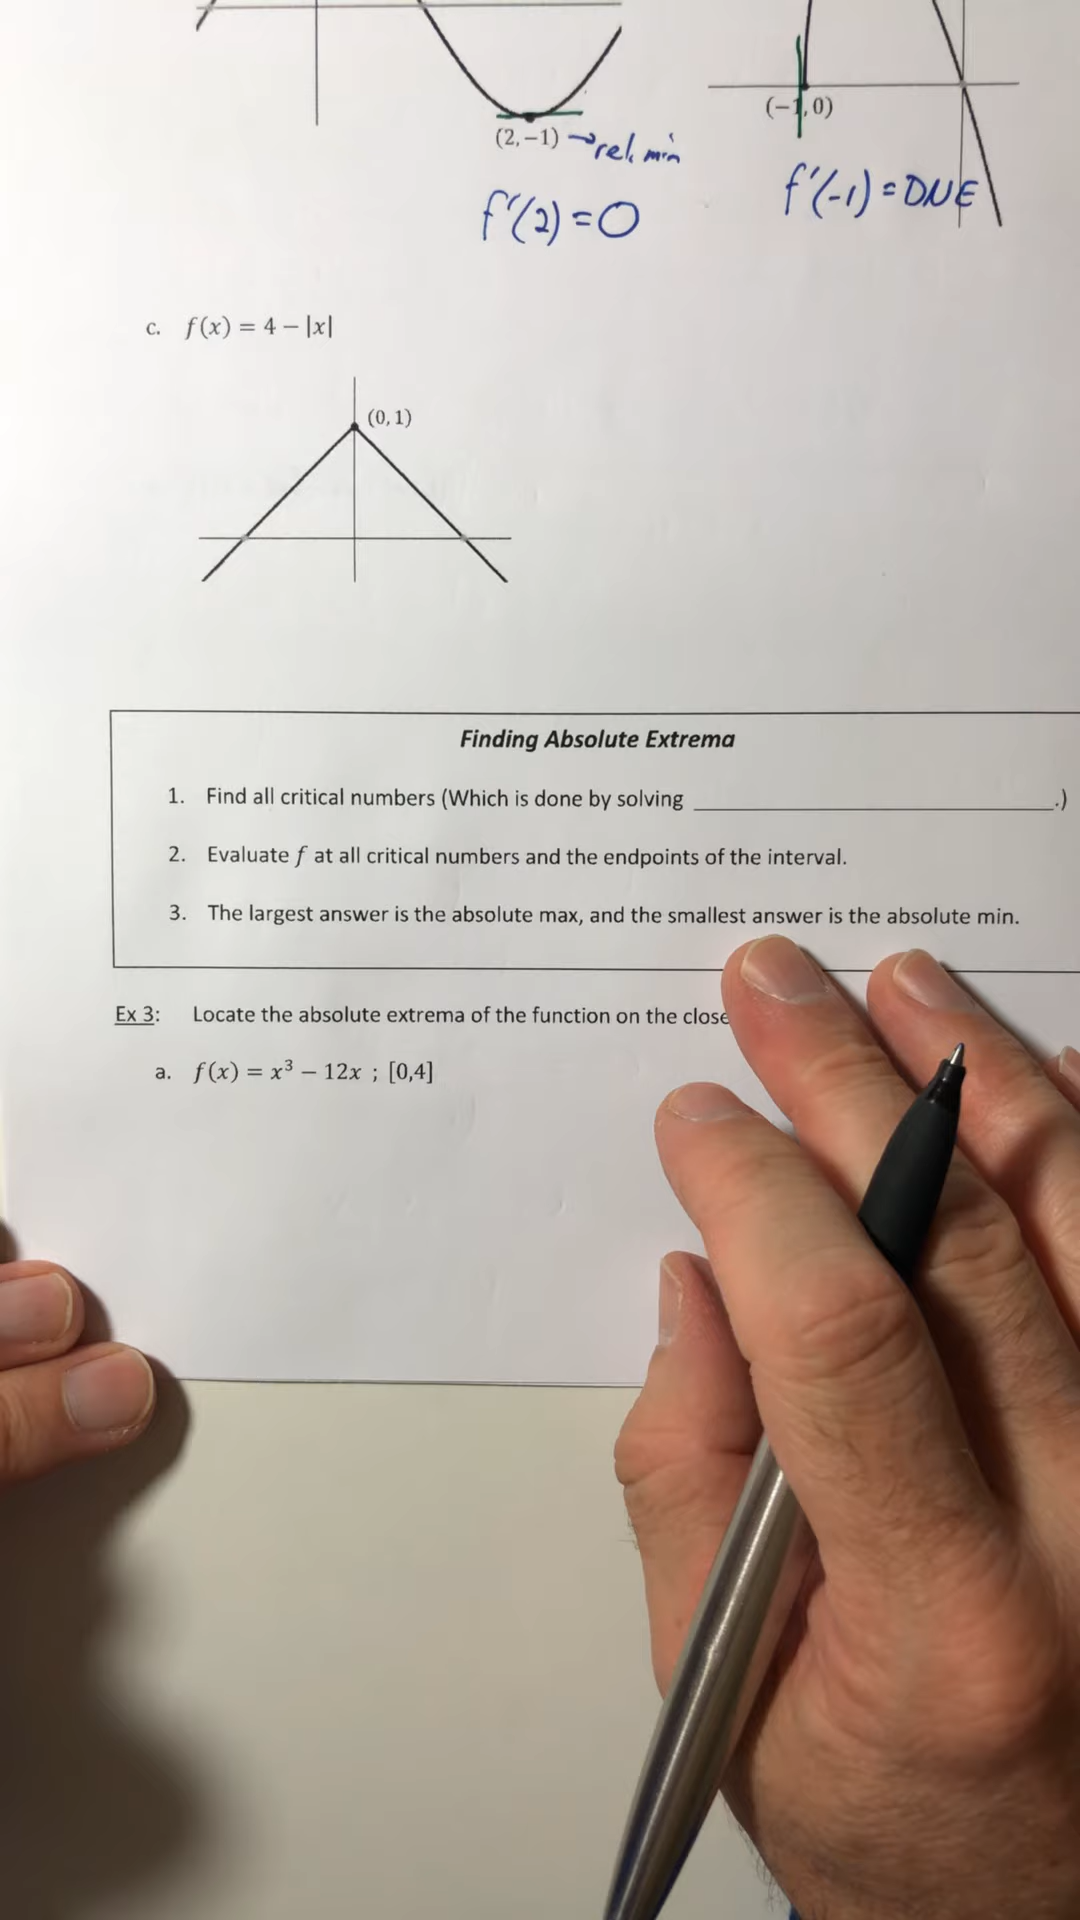 (2,−1) → rel. min
(−1,0)
f'(2) = 0
f'(-1) = DNE
c. f(x) = 4 − |x|
(0, 1)
Finding Absolute Extrema
1. Find all critical numbers (Which is done by solving ______________________________.)
2. Evaluate f at all critical numbers and the endpoints of the interval.
3. The largest answer is the absolute max, and the smallest answer is the absolute min.
Ex 3: Locate the absolute extrema of the function on the
a. f(x) = x³ − 12x ; [0,4]